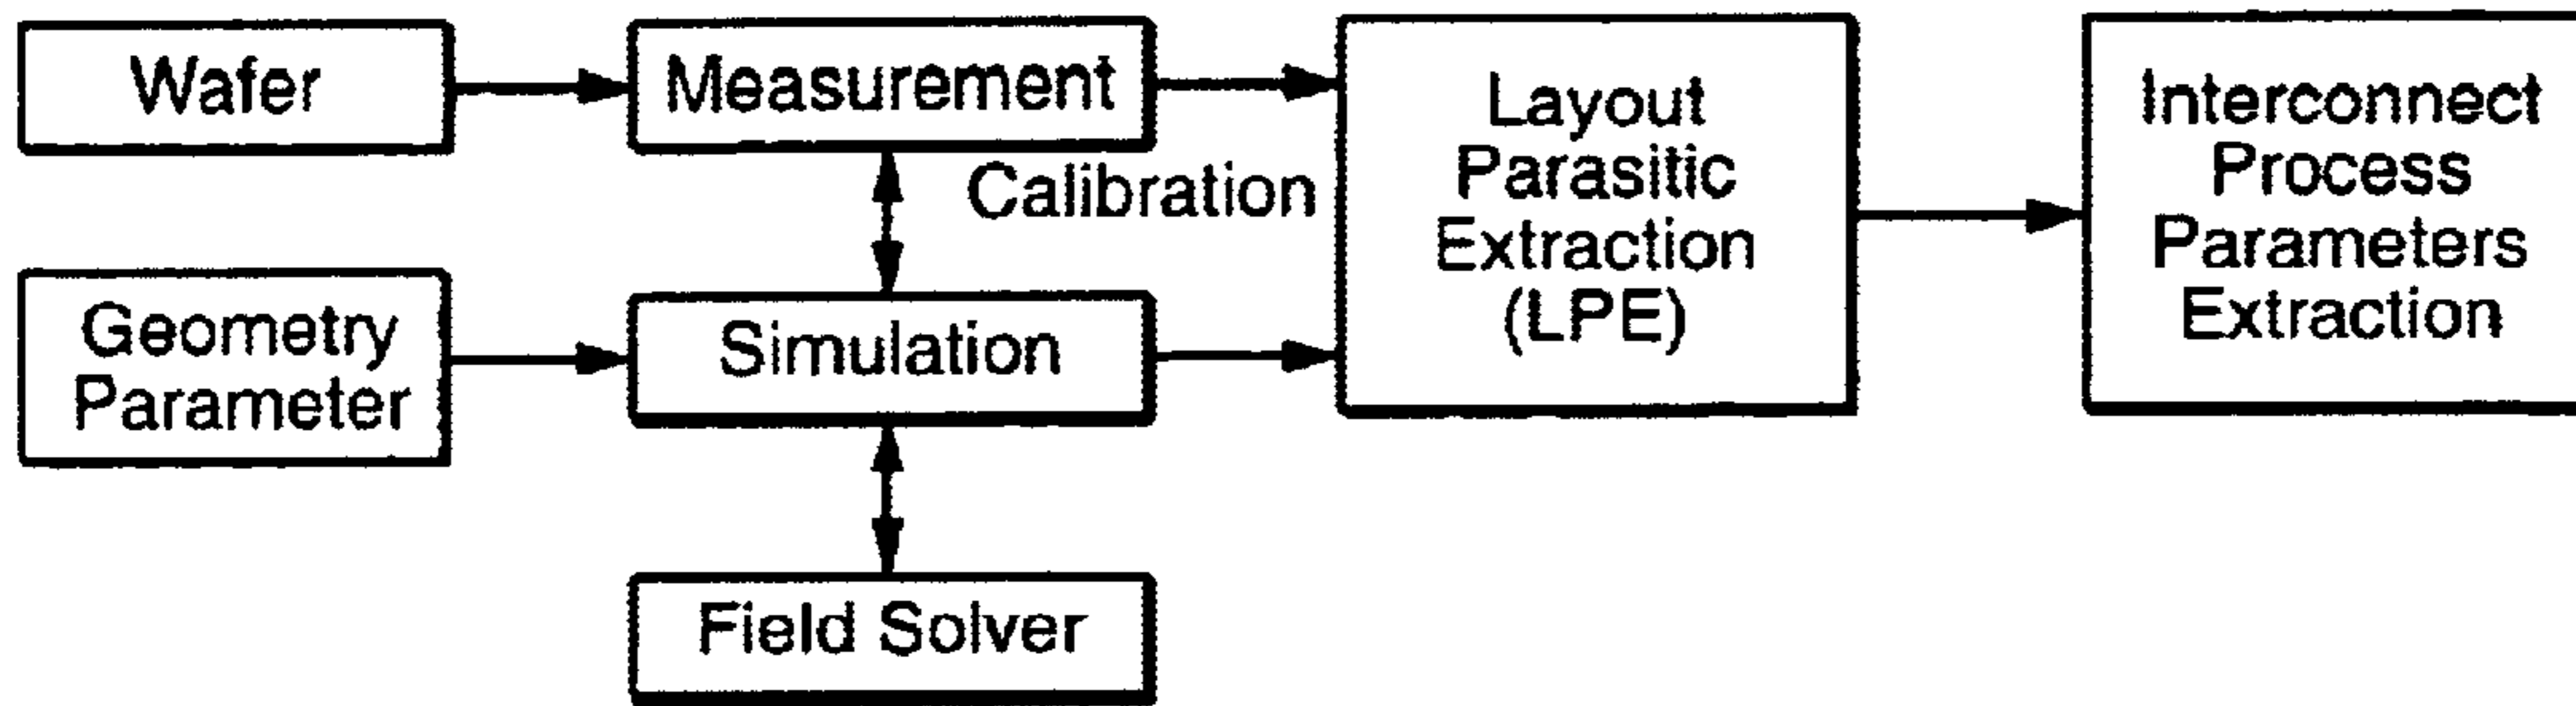 Wafer
Measurement
Calibration
Geometry
Parameter
Simulation
Field Solver
Layout
Parasitic
Extraction
(LPE)
Interconnect
Process
Parameters
Extraction